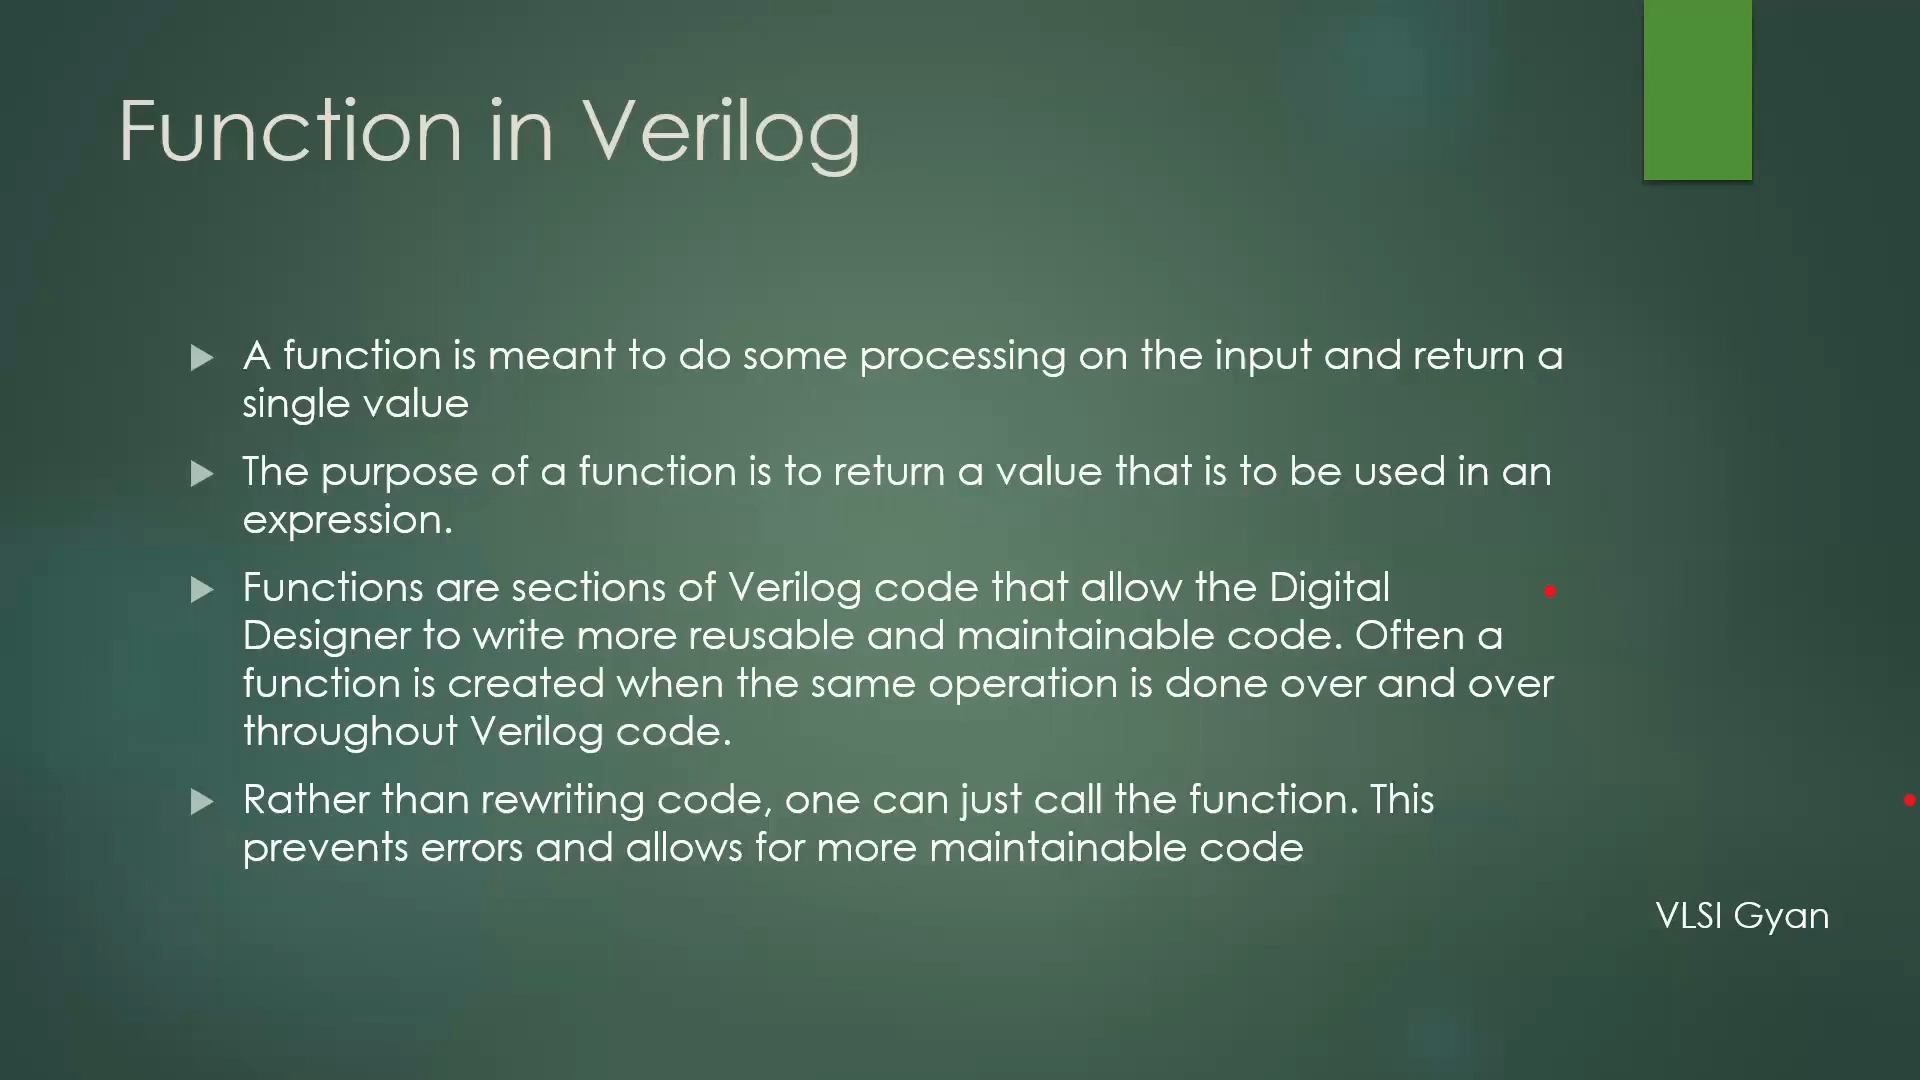 Function in Verilog
A function is meant to do some processing on the input and return a
single value
The purpose of a function is to return a value that is to be used in an
expression.
Functions are sections of Verilog code that allow the Digital
Designer to write more reusable and maintainable code. Often a
function is created when the same operation is done over and over
throughout Verilog code.
Rather than rewriting code, one can just call the function. This
prevents errors and allows for more maintainable code
VLSI Gyan